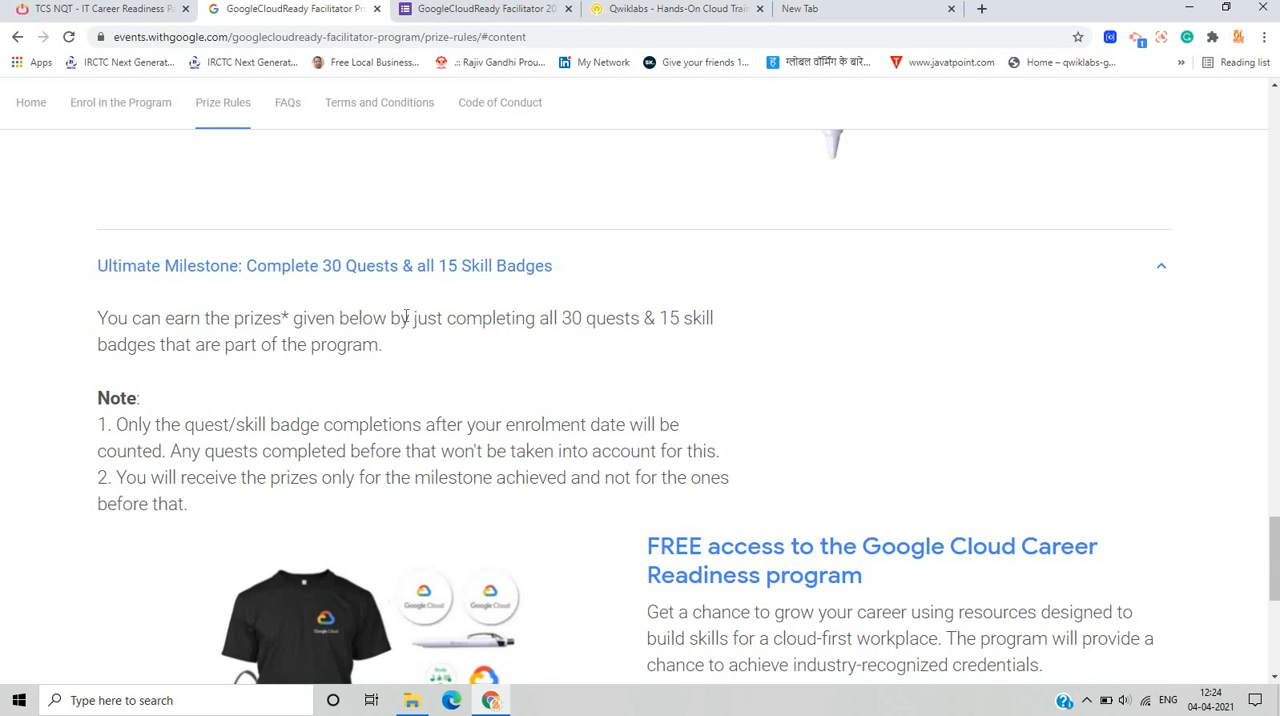 TCS NQT - IT Career Readiness P
GoogleCloudReady Facilitator Pro
GoogleCloudReady Facilitator 20
Qwiklabs - Hands-On Cloud Train
New Tab
events.withgoogle.com/googlecloudready-facilitator-program/prize-rules/#content
Apps
IRCTC Next Generat...
IRCTC Next Generat...
Free Local Business...
.:: Rajiv Gandhi Prou...
My Network
Give your friends 1...
ग्लोबल वॉर्मिंग के बारे...
www.javatpoint.com
Home – qwiklabs-g...
»
Reading list
Home
Enrol in the Program
Prize Rules
FAQs
Terms and Conditions
Code of Conduct
Ultimate Milestone: Complete 30 Quests & all 15 Skill Badges
You can earn the prizes* given below by just completing all 30 quests & 15 skill
badges that are part of the program.
Note:
1. Only the quest/skill badge completions after your enrolment date will be
counted. Any quests completed before that won't be taken into account for this.
2. You will receive the prizes only for the milestone achieved and not for the ones
before that.
Google Cloud
Google Cloud
Google Cloud
FREE access to the Google Cloud Career
Readiness program
Get a chance to grow your career using resources designed to
build skills for a cloud-first workplace. The program will provide a
chance to achieve industry-recognized credentials.
Type here to search
ENG
12:24
04-04-2021